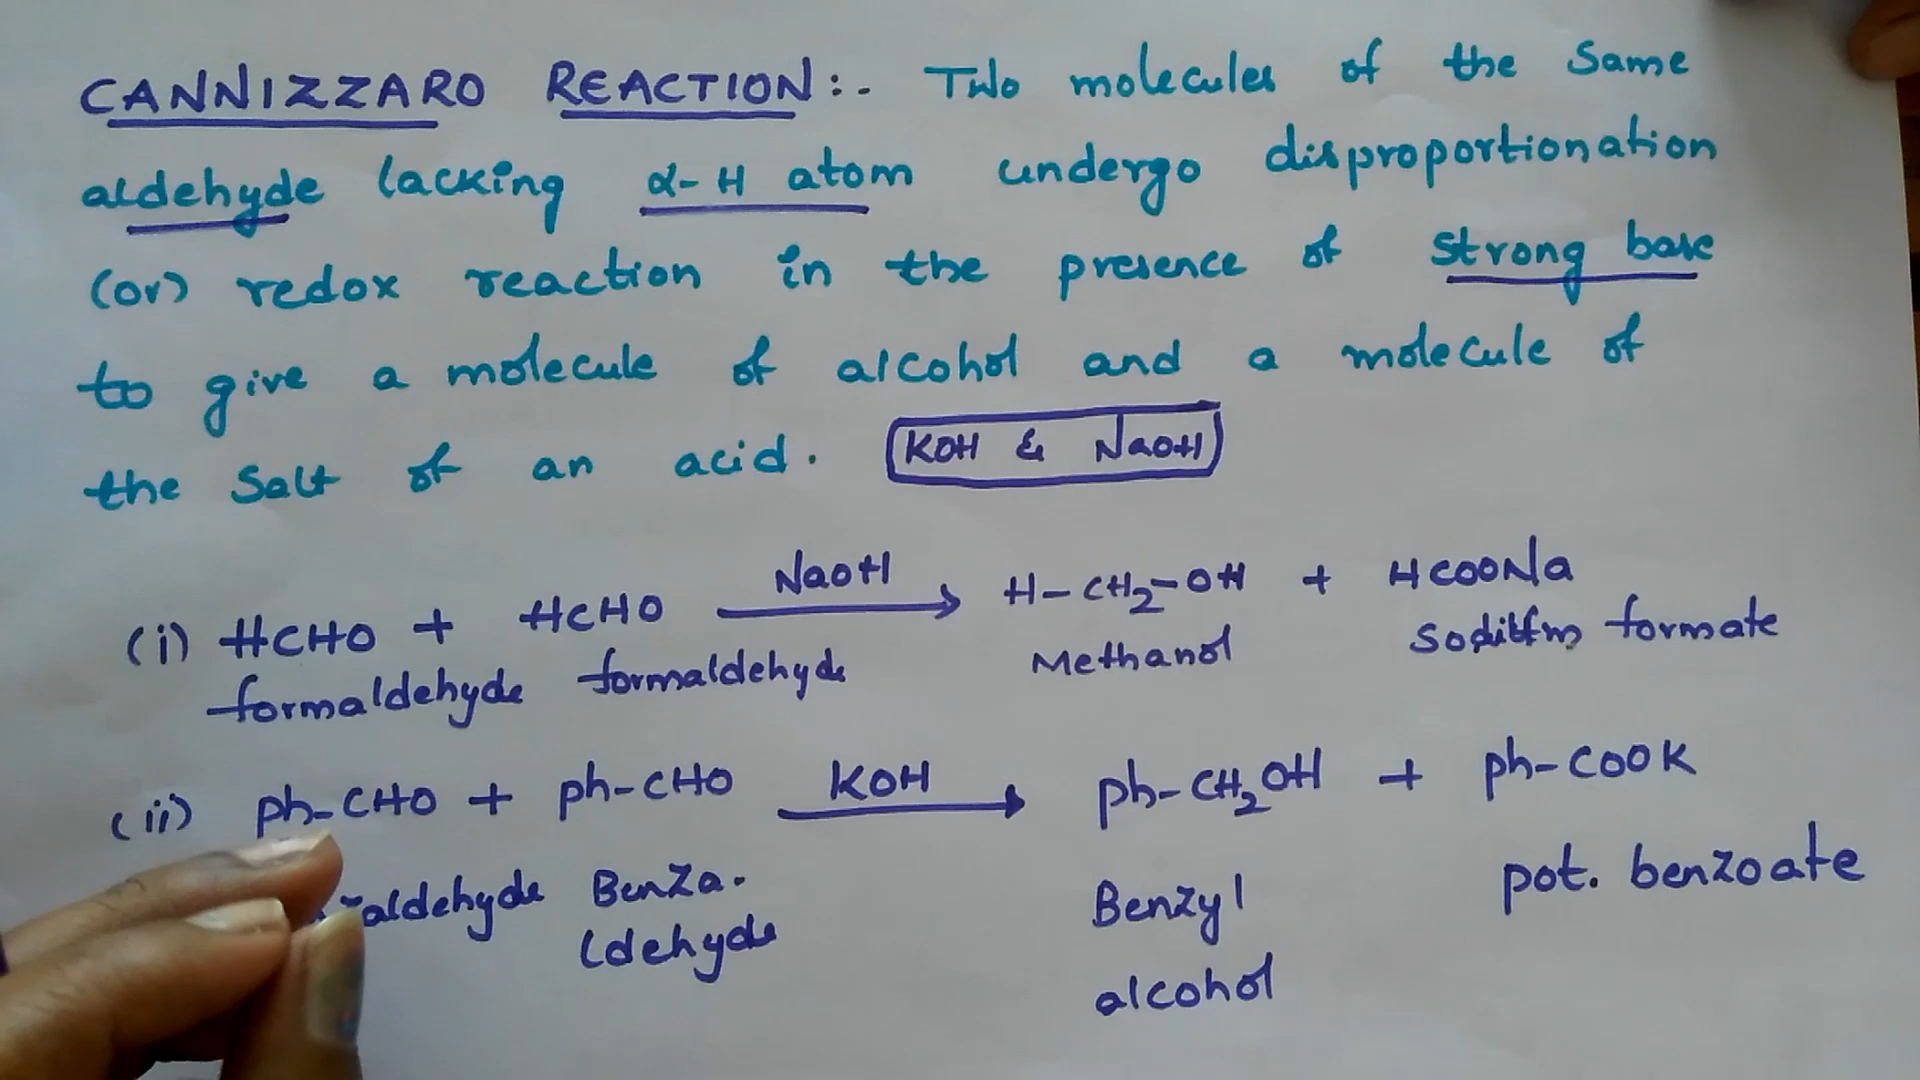 CANNIZZARO REACTION:- Two molecules of the same
aldehyde lacking α-H atom undergo disproportionation
(or) redox reaction in the presence of strong base
to give a molecule of alcohol and a molecule of
the salt of an acid. KOH & NaOH
(i) HCHO + HCHO NaOH H-CH₂-OH + HCOONa
formaldehyde formaldehyde Methanol Sodium formate
(ii) ph-CHO + ph-CHO KOH ph-CH₂OH + ph-COOK
aldehyde Benza-
ldehyde
Benzyl
alcohol
pot. benzoate